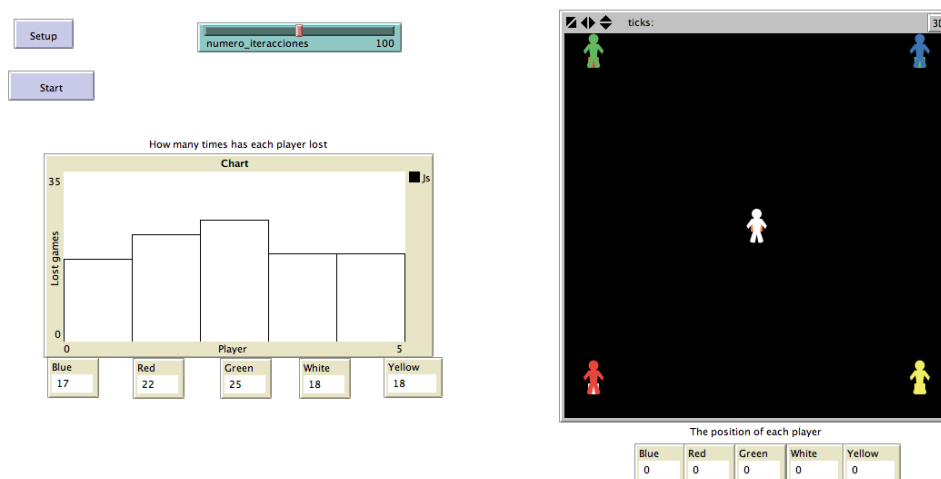 Setup
numero_iteracciones 100
Start
How many times has each player lost
Chart
35
Js
Lost games
0
0 Player 5
Blue Red Green White Yellow
17 22 25 18 18
ticks:
3D
The position of each player
Blue Red Green White Yellow
0 0 0 0 0